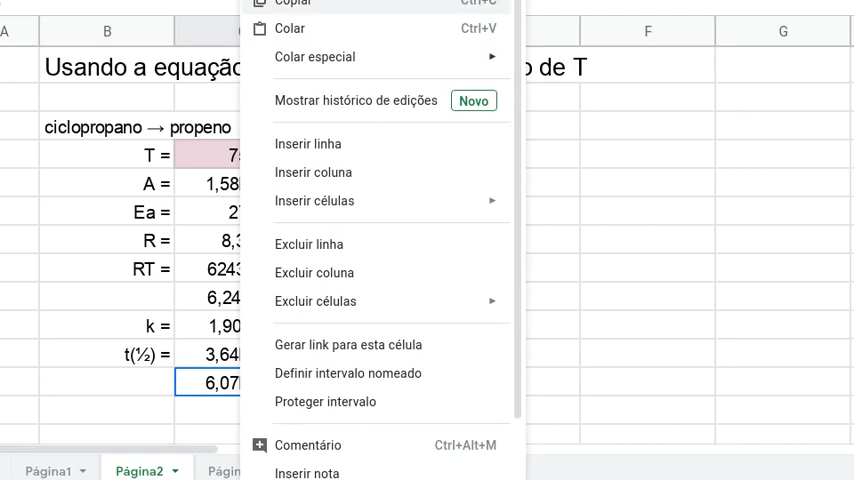 Copiar Ctrl+C
A B F G
Colar Ctrl+V
Colar especial
Usando a equação o de T
Mostrar histórico de edições Novo
ciclopropano → propeno
Inserir linha
T = 75
Inserir coluna
A = 1,58
Inserir células
Ea = 27
R = 8,3
Excluir linha
RT = 6243
Excluir coluna
6,24
Excluir células
k = 1,90
Gerar link para esta célula
t(½) = 3,64
Definir intervalo nomeado
6,07
Proteger intervalo
Comentário Ctrl+Alt+M
Página1 Página2 Págin
Inserir nota